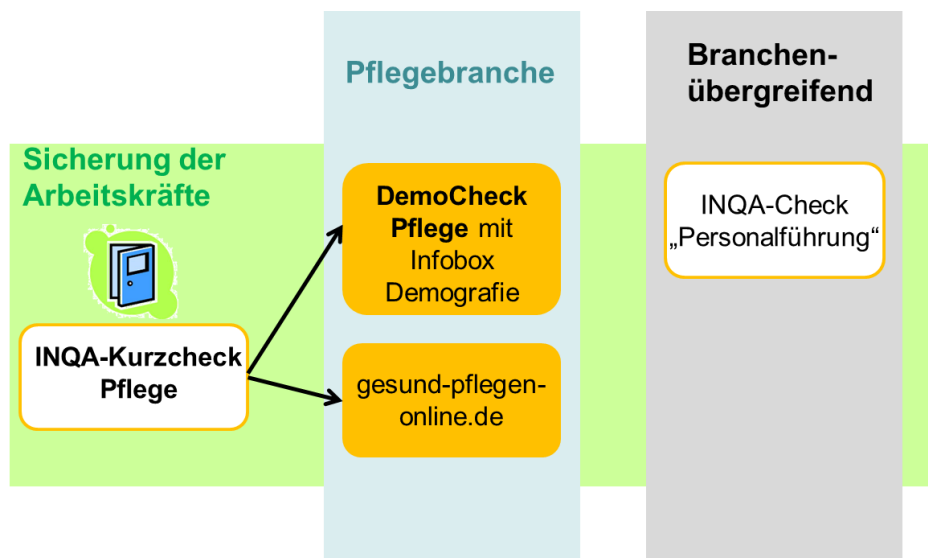 Pflegebranche
Branchen-
übergreifend
Sicherung der
Arbeitskräfte
DemoCheck
Pflege mit
Infobox
Demografie
INQA-Check
„Personalführung“
INQA-Kurzcheck
Pflege
gesund-pflegen-
online.de